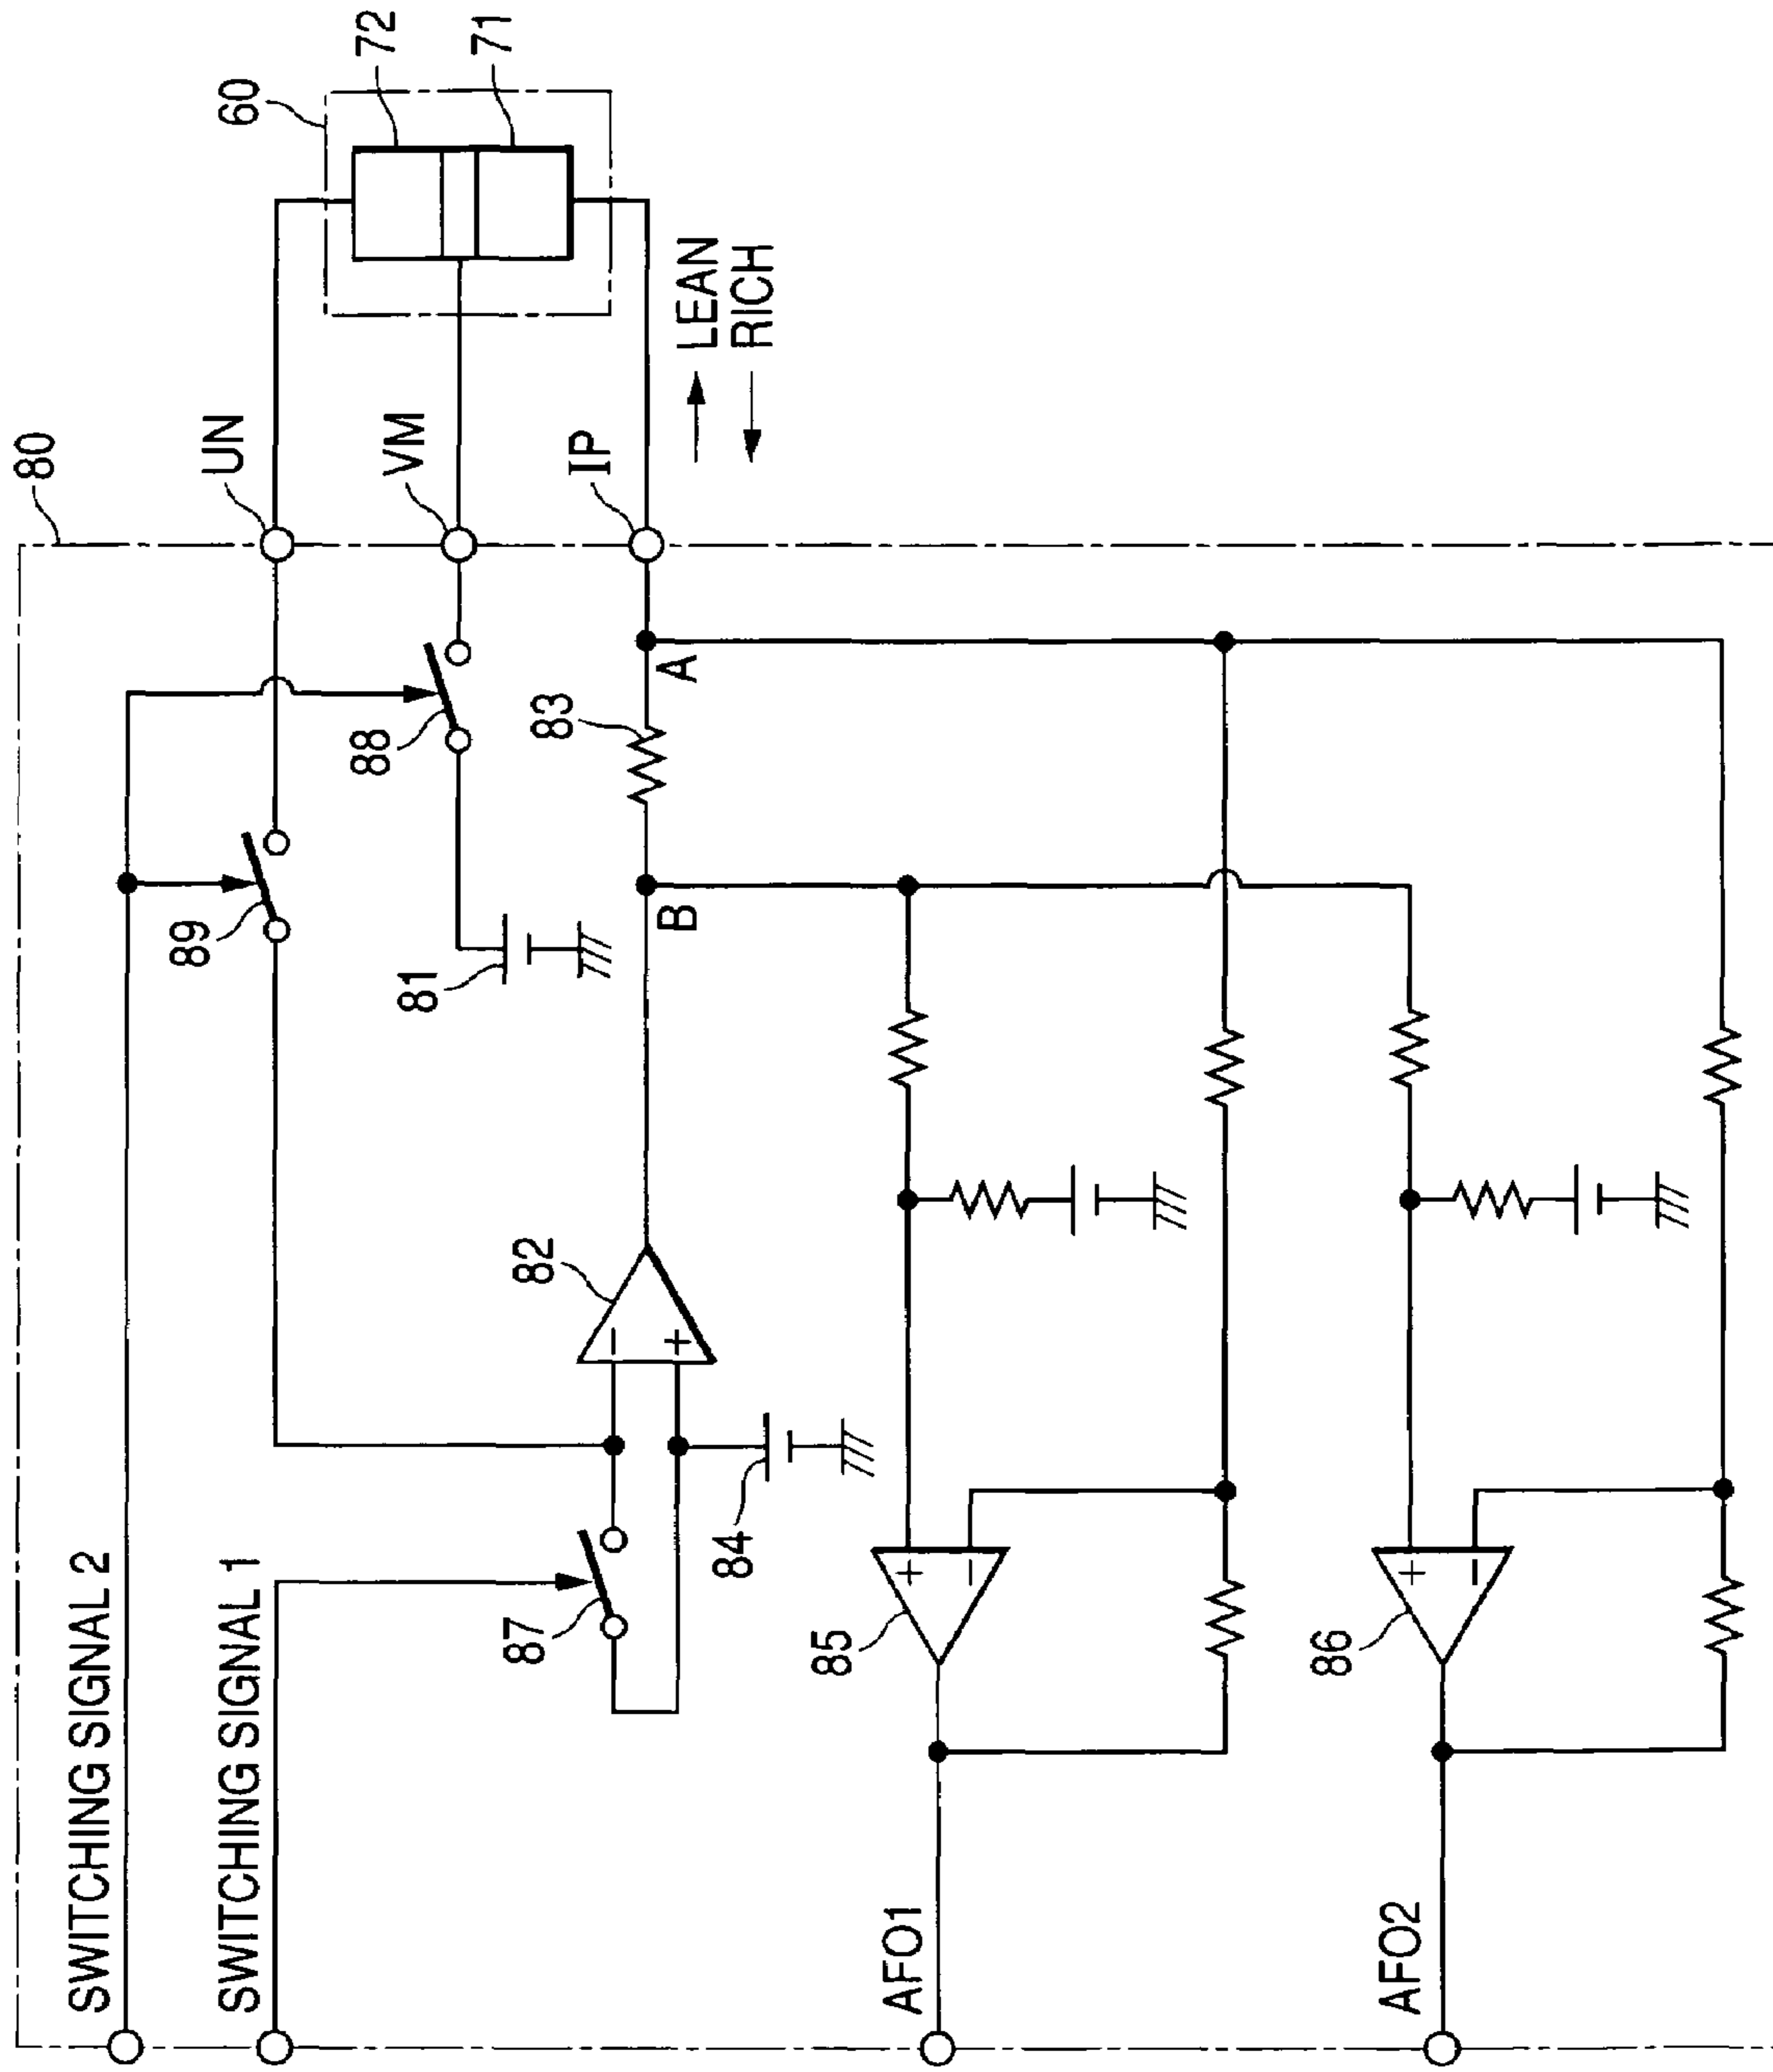 SWITCHING SIGNAL 2
SWITCHING SIGNAL 1
80
UN
VM
IP
60
72
71
LEAN
RICH
89
88
81
83
A
B
82
87
84
85
AFO1
86
AFO2
+
−
+
−
+
−